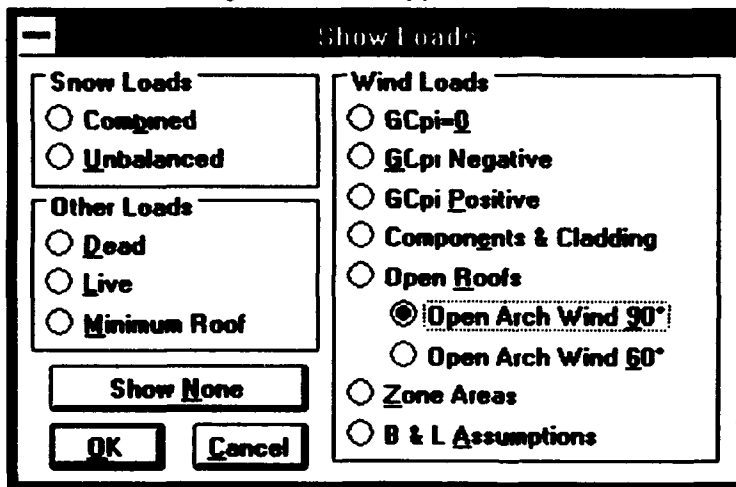 Show Loads
Snow Loads
Combined
Unbalanced
Other Loads
Dead
Live
Minimum Roof
Show None
OK
Cancel
Wind Loads
GCpi=0
GCpi Negative
GCpi Positive
Components & Cladding
Open Roofs
Open Arch Wind 90°
Open Arch Wind 60°
Zone Areas
B & L Assumptions